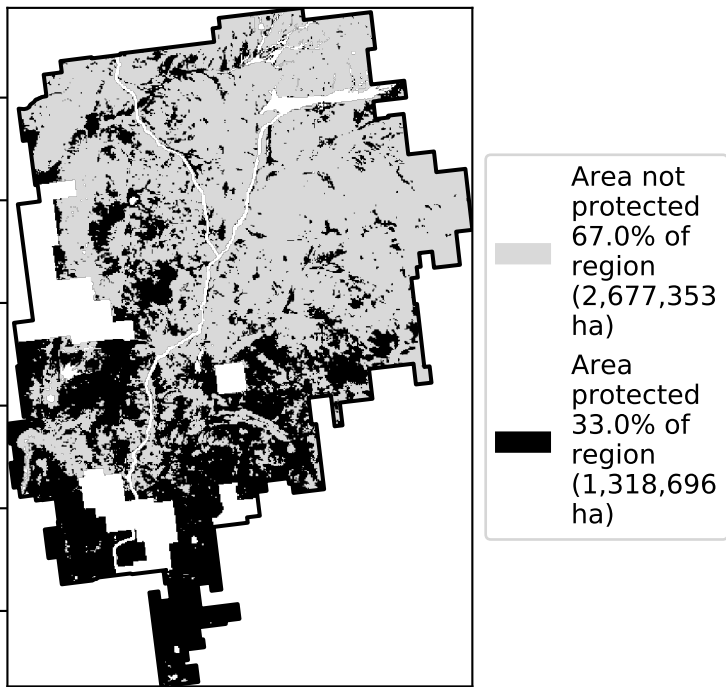 Area not
protected
67.0% of
region
(2,677,353
ha)
Area
protected
33.0% of
region
(1,318,696
ha)